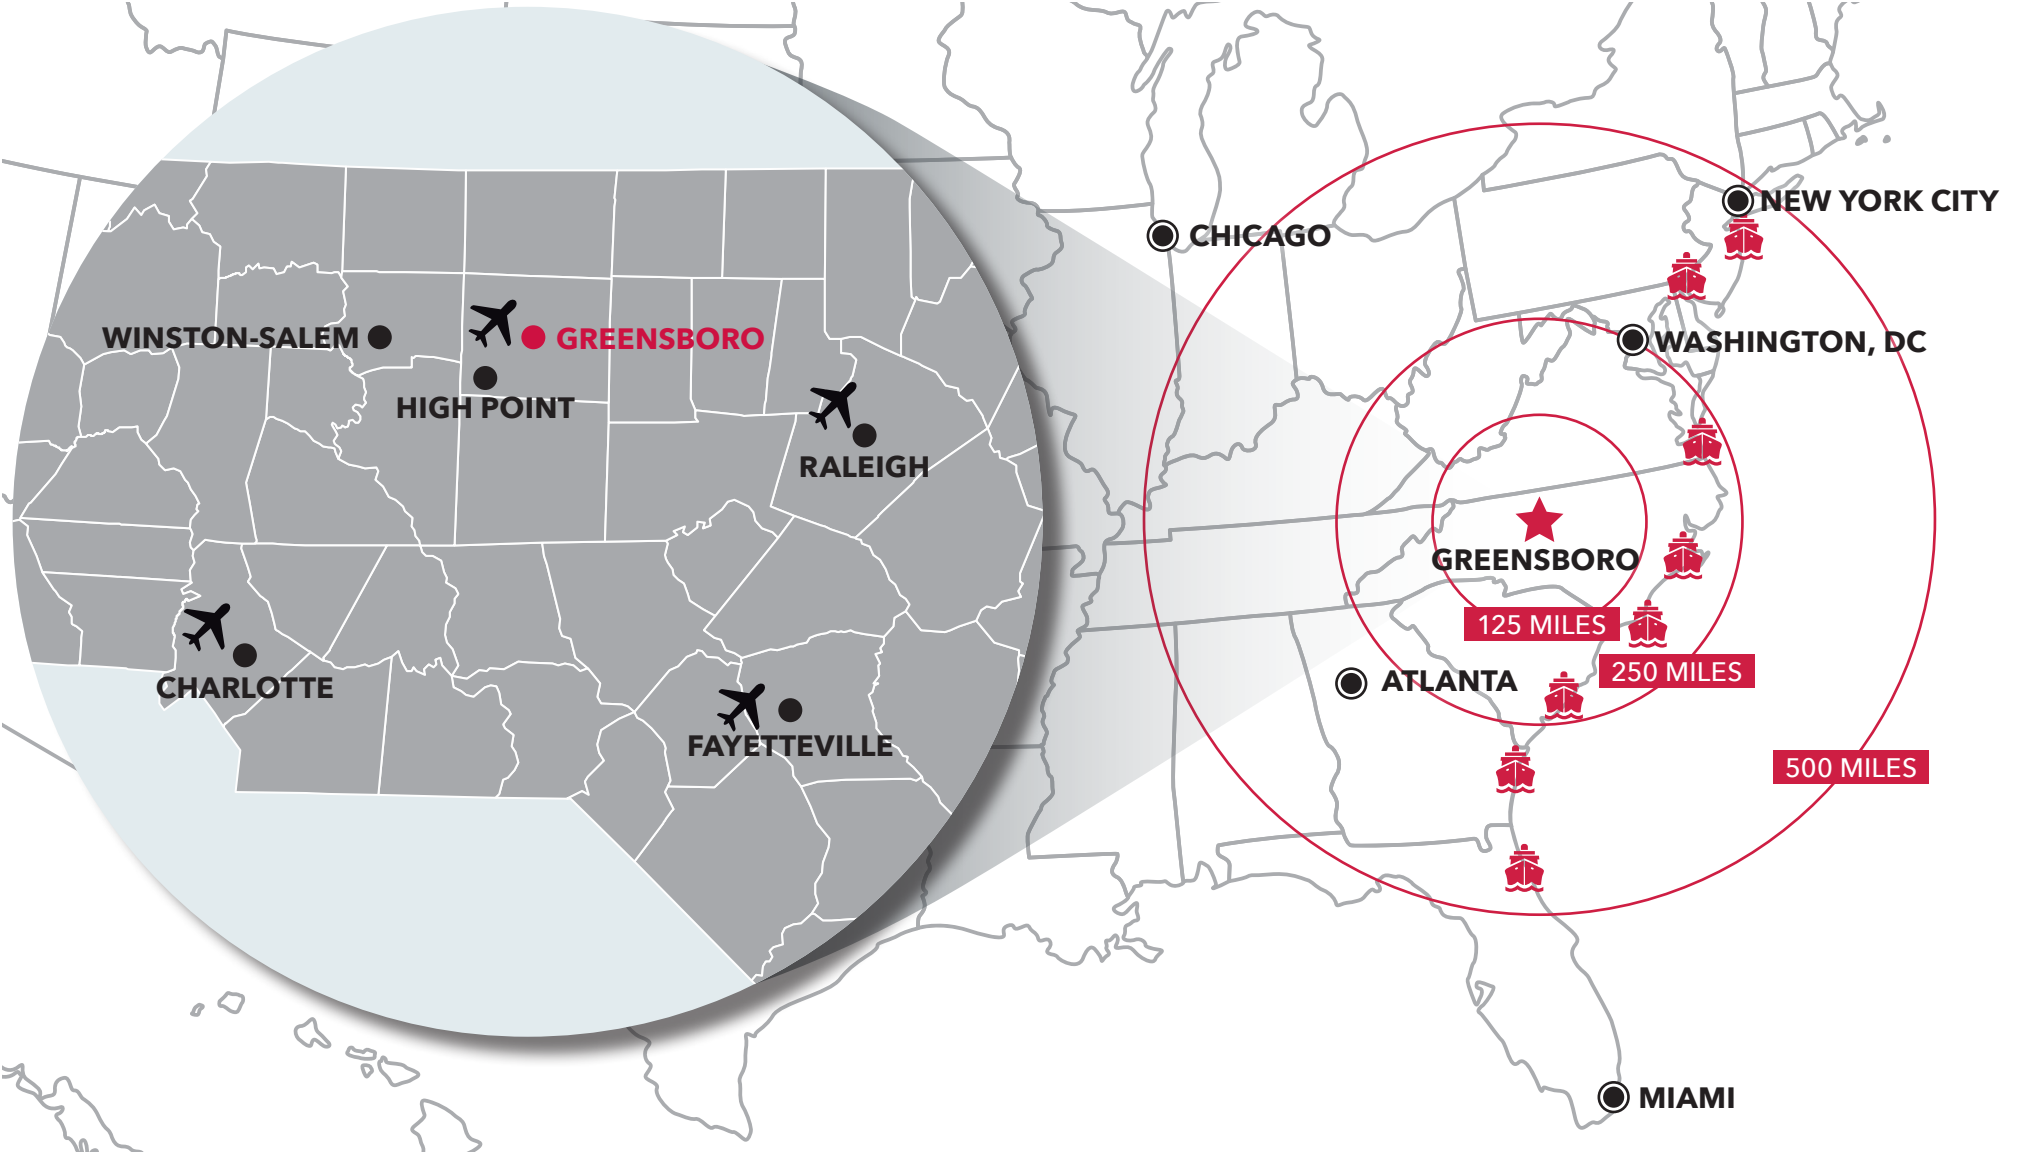 WINSTON-SALEM
GREENSBORO
HIGH POINT
RALEIGH
CHARLOTTE
FAYETTEVILLE
NEW YORK CITY
CHICAGO
WASHINGTON, DC
GREENSBORO
125 MILES
250 MILES
ATLANTA
500 MILES
MIAMI